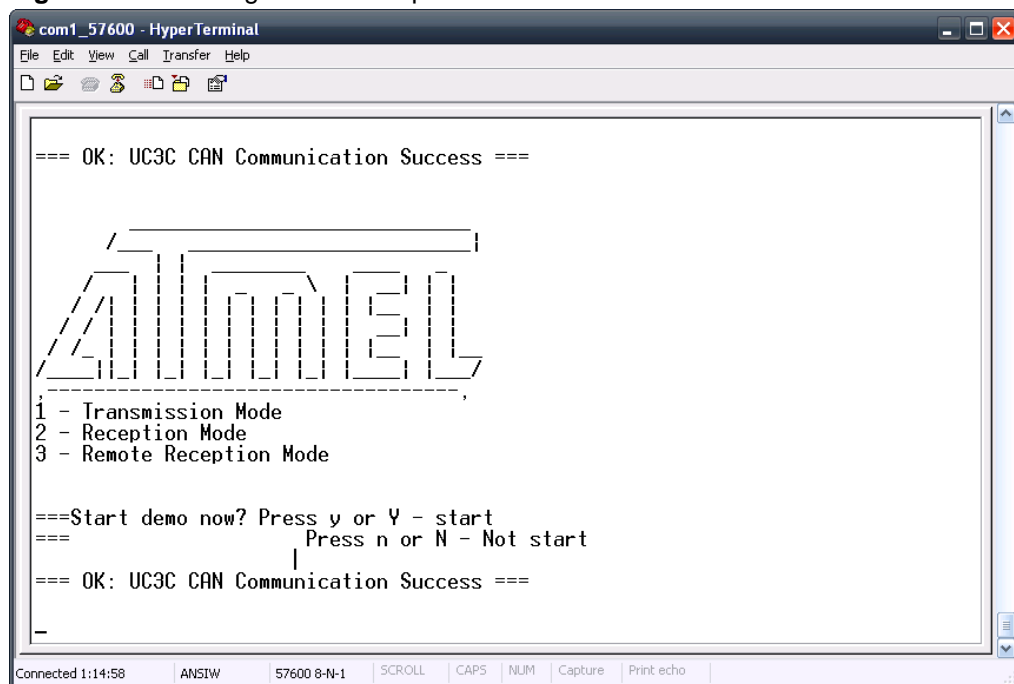 com1_57600 - HyperTerminal
File Edit View Call Transfer Help
=== OK: UC3C CAN Communication Success ===
ATMEL
1 - Transmission Mode
2 - Reception Mode
3 - Remote Reception Mode
===Start demo now? Press y or Y - start
=== Press n or N - Not start
=== OK: UC3C CAN Communication Success ===
Connected 1:14:58 ANSIW 57600 8-N-1 SCROLL CAPS NUM Capture Print echo